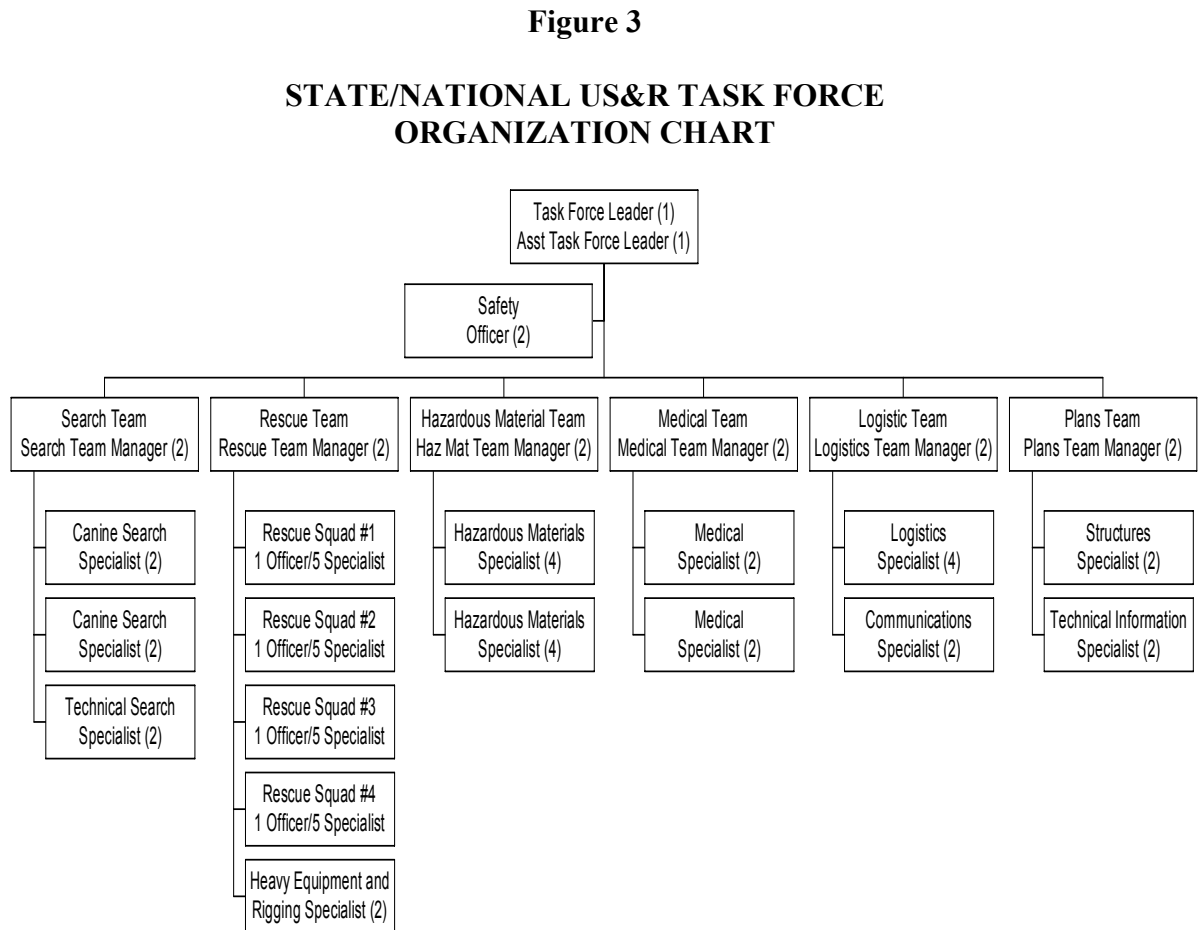 Figure 3
STATE/NATIONAL US&R TASK FORCE
ORGANIZATION CHART
Task Force Leader (1)
Asst Task Force Leader (1)
Safety
Officer (2)
Search Team
Search Team Manager (2)
Rescue Team
Rescue Team Manager (2)
Hazardous Material Team
Haz Mat Team Manager (2)
Medical Team
Medical Team Manager (2)
Logistic Team
Logistics Team Manager (2)
Plans Team
Plans Team Manager (2)
Canine Search
Specialist (2)
Canine Search
Specialist (2)
Technical Search
Specialist (2)
Rescue Squad #1
1 Officer/5 Specialist
Rescue Squad #2
1 Officer/5 Specialist
Rescue Squad #3
1 Officer/5 Specialist
Rescue Squad #4
1 Officer/5 Specialist
Heavy Equipment and
Rigging Specialist (2)
Hazardous Materials
Specialist (4)
Hazardous Materials
Specialist (4)
Medical
Specialist (2)
Medical
Specialist (2)
Logistics
Specialist (4)
Communications
Specialist (2)
Structures
Specialist (2)
Technical Information
Specialist (2)